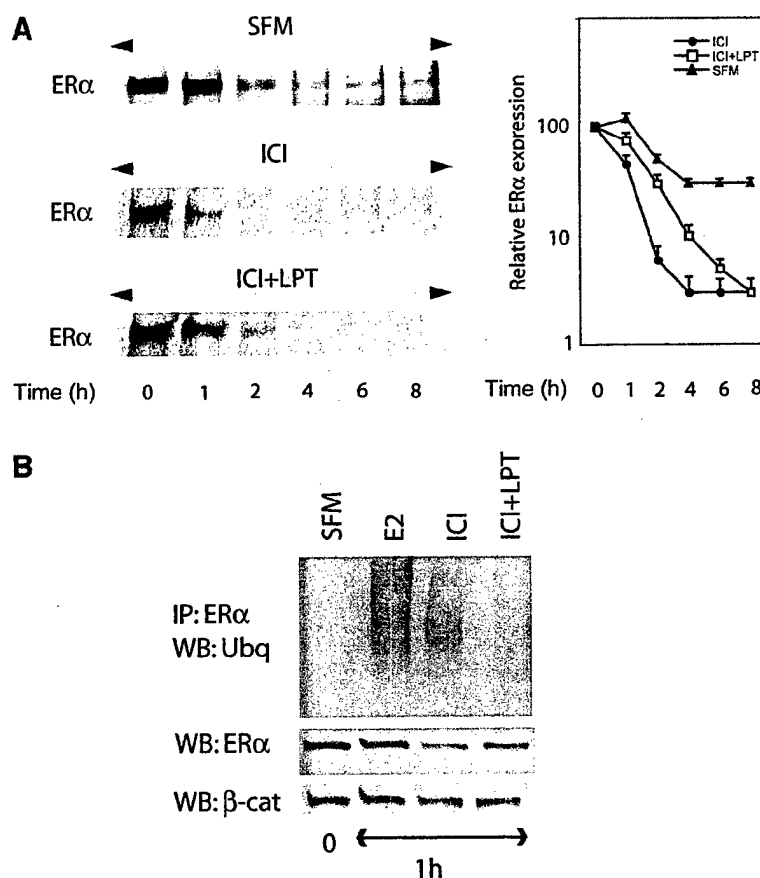 A
SFM
ERα
ICI
ERα
ICI+LPT
ERα
Time (h) 0 1 2 4 6 8
Relative ERα expression
100
10
1
ICI
ICI+LPT
SFM
Time (h) 0 1 2 4 6 8
B
SFM
E2
ICI
ICI+LPT
IP: ERα
WB: Ubq
WB: ERα
WB: β-cat
0
1h